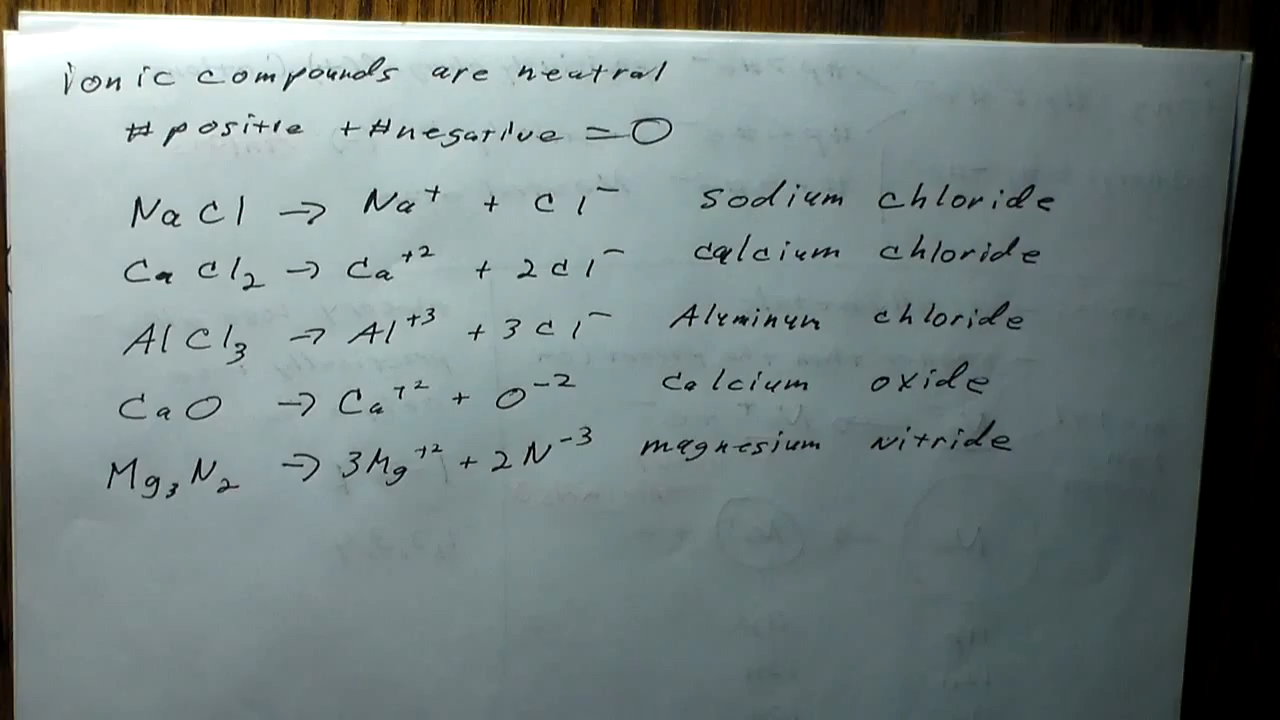 ionic compounds are neutral
# positie + # negative = 0
NaCl → Na⁺ + Cl⁻ sodium chloride
CaCl₂ → Ca⁺² + 2Cl⁻ calcium chloride
AlCl₃ → Al⁺³ + 3Cl⁻ Aluminum chloride
CaO → Ca⁺² + O⁻² calcium oxide
Mg₃N₂ → 3Mg⁺² + 2N⁻³ magnesium nitride